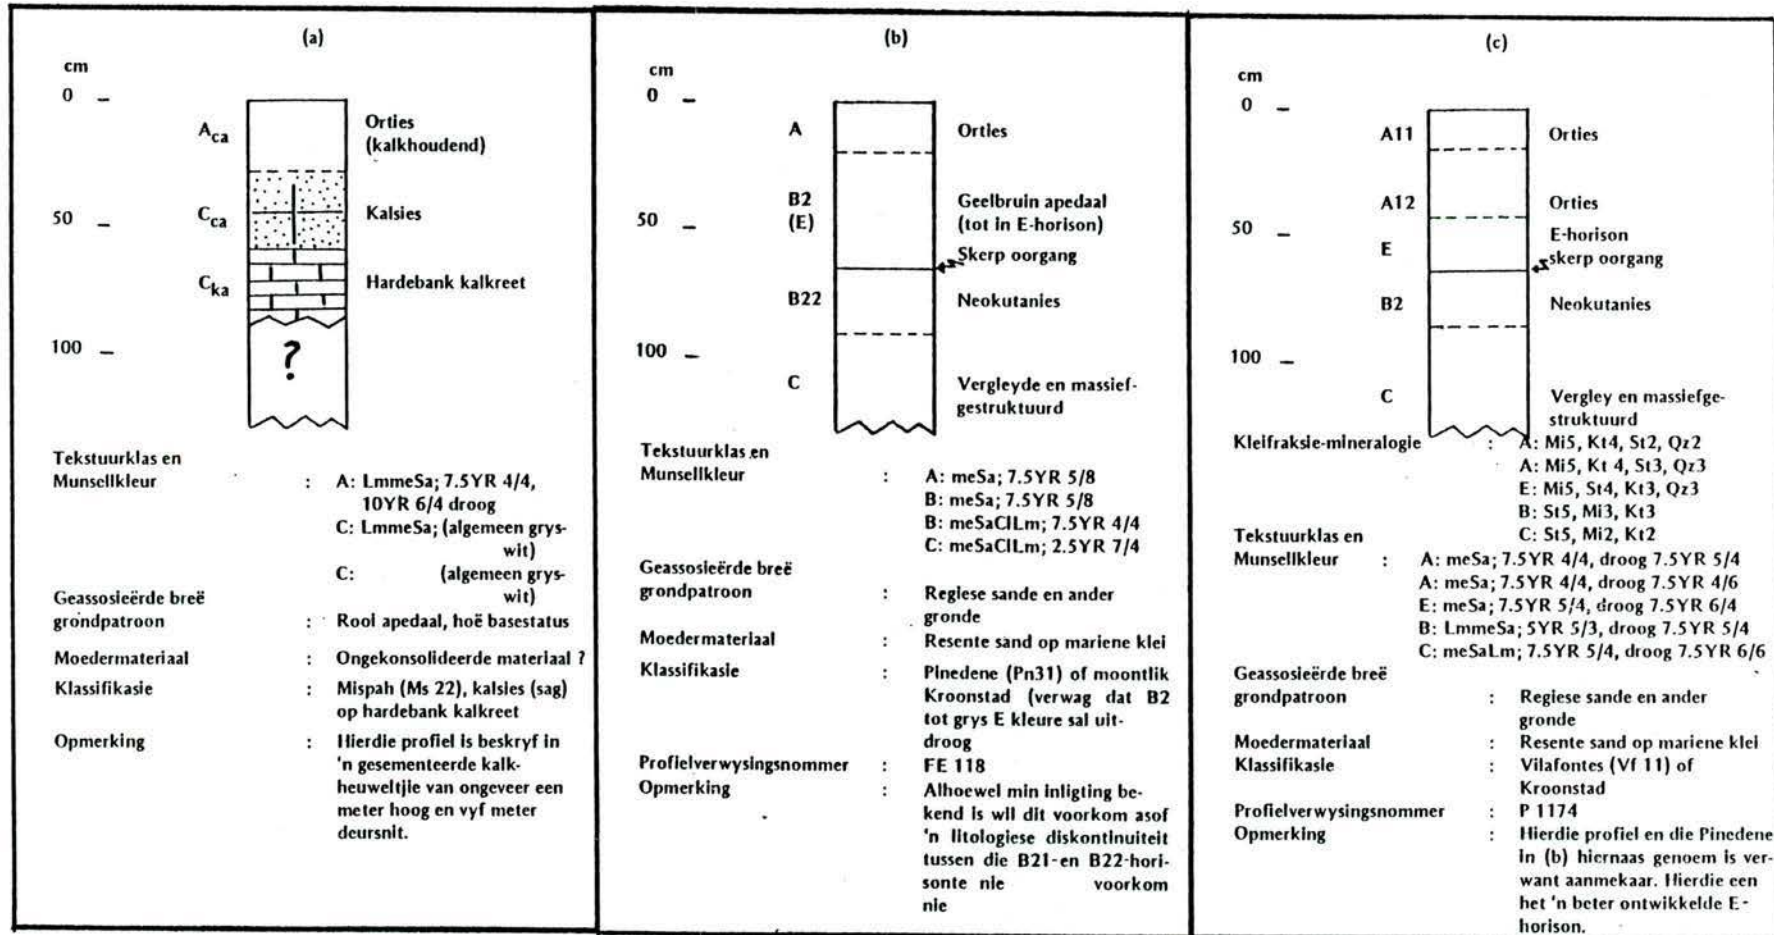 (a)
cm
0
A_ca
Orties
(kalkhoudend)
50
C_ca
Kalsies
C_ka
Hardebank kalkreet
100
?
Tekstuurklas en
Munsellkleur : A: LmmeSa; 7.5YR 4/4,
10YR 6/4 droog
C: LmmeSa; (algemeen grys-
wit)
C: (algemeen grys-
wit)
Geassosieërde breë
grondpatroon : Rooi apedaal, hoë basestatus
Moedermateriaal : Ongekonsolideerde materiaal ?
Klassifikasie : Mispah (Ms 22), kalsies (sag)
op hardebank kalkreet
Opmerking : Hierdie profiel is beskryf in
'n gesementeerde kalk-
heuweltjie van ongeveer een
meter hoog en vyf meter
deursnit.
(b)
cm
0
A
Orties
B2
(E)
Geelbruin apedaal
(tot in E-horison)
50
Skerp oorgang
B22
Neokutanies
100
C
Vergleyde en massief-
gestruktuurd
Tekstuurklas en
Munsellkleur : A: meSa; 7.5YR 5/8
B: meSa; 7.5YR 5/8
B: meSaClLm; 7.5YR 4/4
C: meSaClLm; 2.5YR 7/4
Geassosieërde breë
grondpatroon : Regiese sande en ander
gronde
Moedermateriaal : Resente sand op mariene klei
Klassifikasie : Pinedene (Pn31) of moontlik
Kroonstad (verwag dat B2
tot grys E kleure sal uit-
droog
Profielverwysingsnommer : FE 118
Opmerking : Alhoewel min inligting be-
kend is wil dit voorkom asof
'n litologiese diskontinuiteit
tussen die B21-en B22-hori-
sonte nie voorkom
nie
(c)
cm
0
A11
Orties
A12
Orties
50
E
E-horison
skerp oorgang
B2
Neokutanies
100
C
Vergley en massiefge-
struktuurd
Kleifraksie-mineralogie : A: Mi5, Kt4, St2, Qz2
A: Mi5, Kt 4, St3, Qz3
E: Mi5, St4, Kt3, Qz3
B: St5, Mi3, Kt3
C: St5, Mi2, Kt2
Tekstuurklas en
Munsellkleur : A: meSa; 7.5YR 4/4, droog 7.5YR 5/4
A: meSa; 7.5YR 4/4, droog 7.5YR 4/6
E: meSa; 7.5YR 5/4, droog 7.5YR 6/4
B: LmmeSa; 5YR 5/3, droog 7.5YR 5/4
C: meSaLm; 7.5YR 5/4, droog 7.5YR 6/6
Geassosieërde breë
grondpatroon : Regiese sande en ander
gronde
Moedermateriaal : Resente sand op mariene klei
Klassifikasie : Vilafontes (Vf 11) of
Kroonstad
Profielverwysingsnommer : P 1174
Opmerking : Hierdie profiel en die Pinedene
in (b) hiernaas genoem is ver-
want aanmekaar. Hierdie een
het 'n beter ontwikkelde E-
horison.